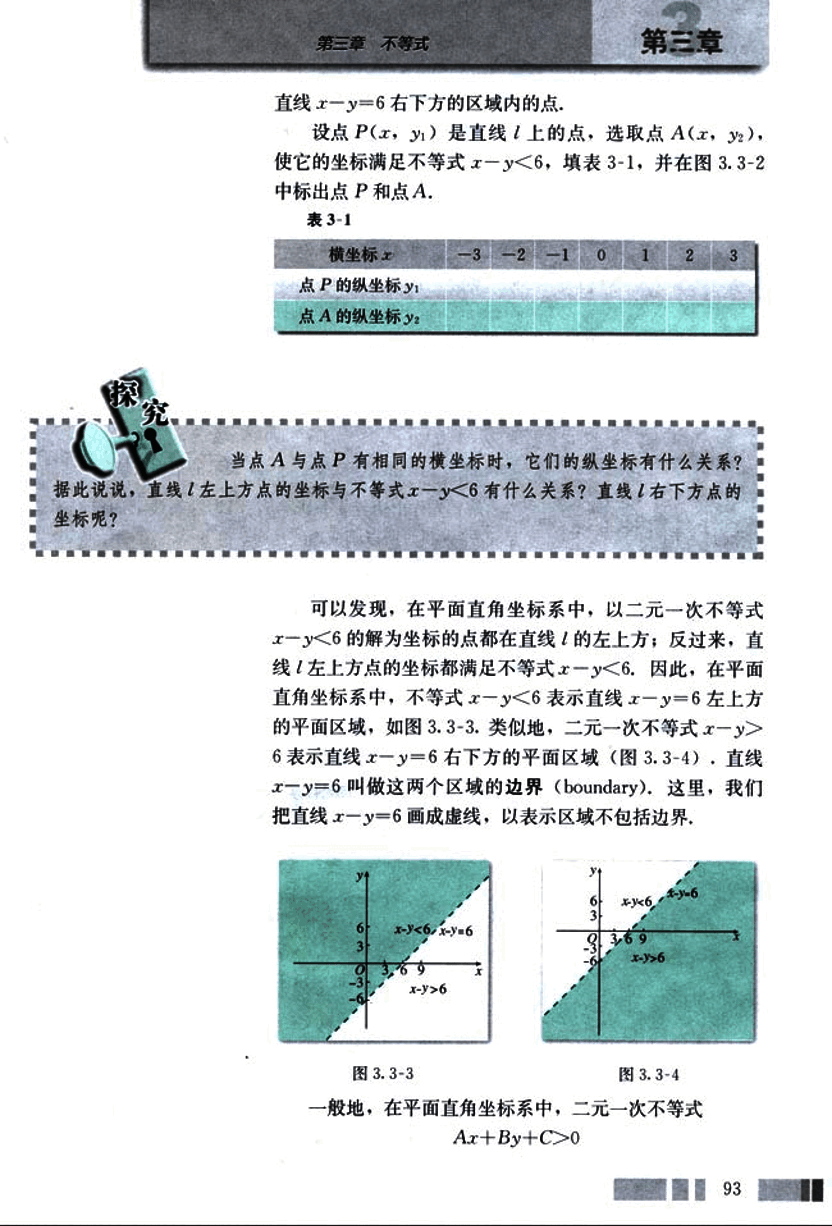 第三章 不等式
第三章
直线 x－y=6 右下方的区域内的点.
设点 P(x, y₁) 是直线 l 上的点，选取点 A(x, y₂)，
使它的坐标满足不等式 x－y<6，填表 3-1，并在图 3.3-2
中标出点 P 和点 A.
表 3-1
横坐标 x －3 －2 －1 0 1 2 3
点 P 的纵坐标 y₁
点 A 的纵坐标 y₂
探究
当点 A 与点 P 有相同的横坐标时，它们的纵坐标有什么关系？
据此说说，直线 l 左上方点的坐标与不等式 x－y<6 有什么关系？直线 l 右下方点的
坐标呢？
可以发现，在平面直角坐标系中，以二元一次不等式
x－y<6 的解为坐标的点都在直线 l 的左上方；反过来，直
线 l 左上方点的坐标都满足不等式 x－y<6. 因此，在平面
直角坐标系中，不等式 x－y<6 表示直线 x－y=6 左上方
的平面区域，如图 3.3-3. 类似地，二元一次不等式 x－y>
6 表示直线 x－y=6 右下方的平面区域（图 3.3-4）. 直线
x－y=6 叫做这两个区域的边界（boundary）. 这里，我们
把直线 x－y=6 画成虚线，以表示区域不包括边界.
y
6
x-y<6 x-y=6
3
O 3 6 9 x
-3
x-y>6
-6
y
x-y=6
6
x-y<6
3
O 3 6 9 x
-3
-6
x-y>6
图 3.3-3
图 3.3-4
一般地，在平面直角坐标系中，二元一次不等式
Ax+By+C>0
93